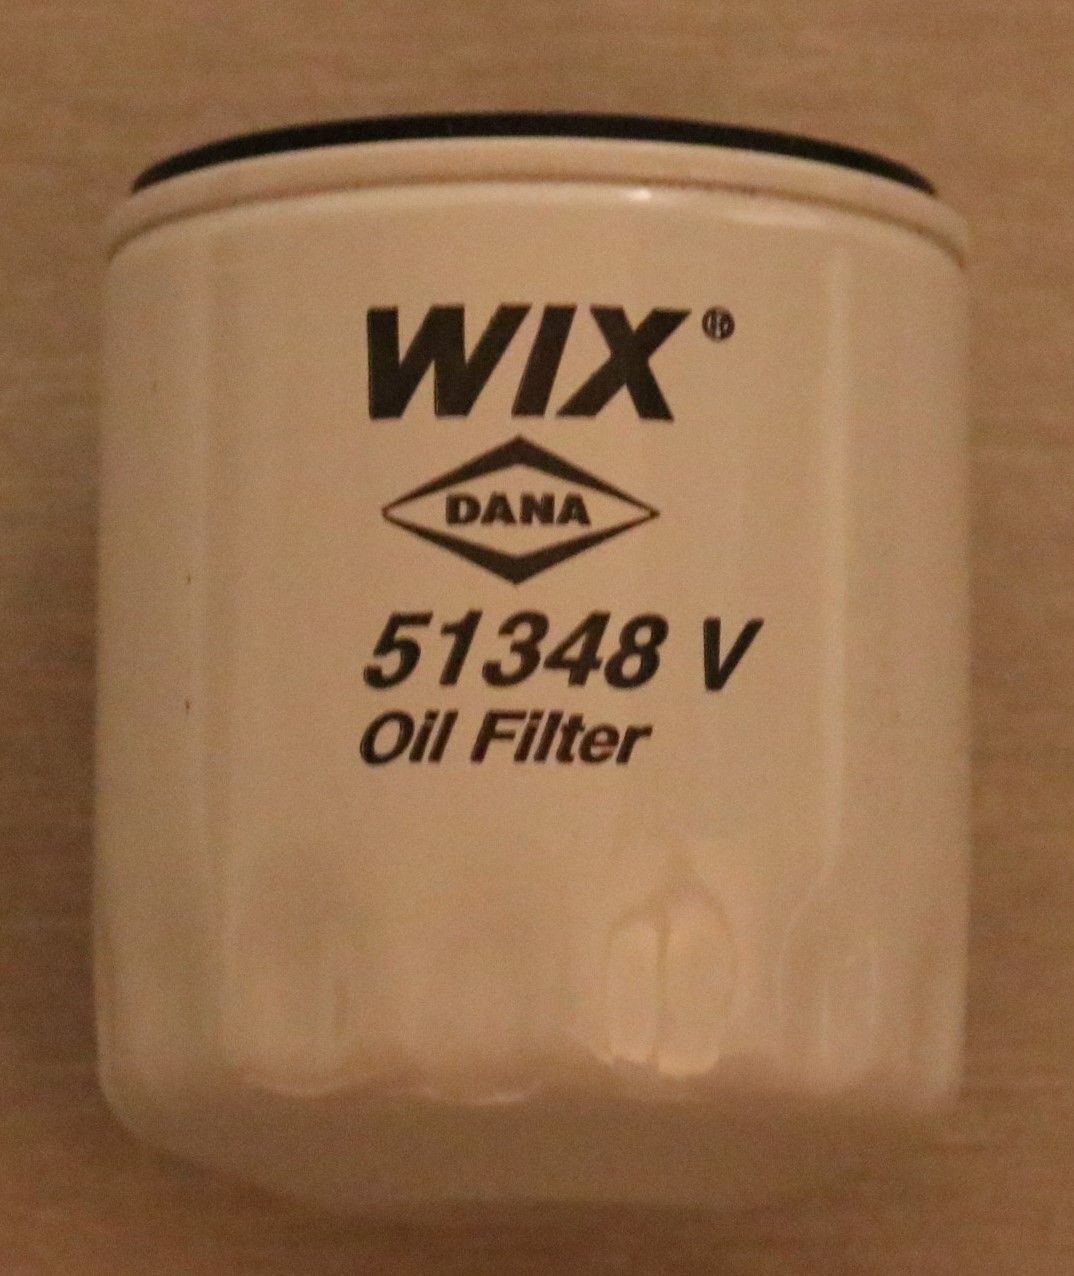 WIX®
DANA
51348 V
Oil Filter